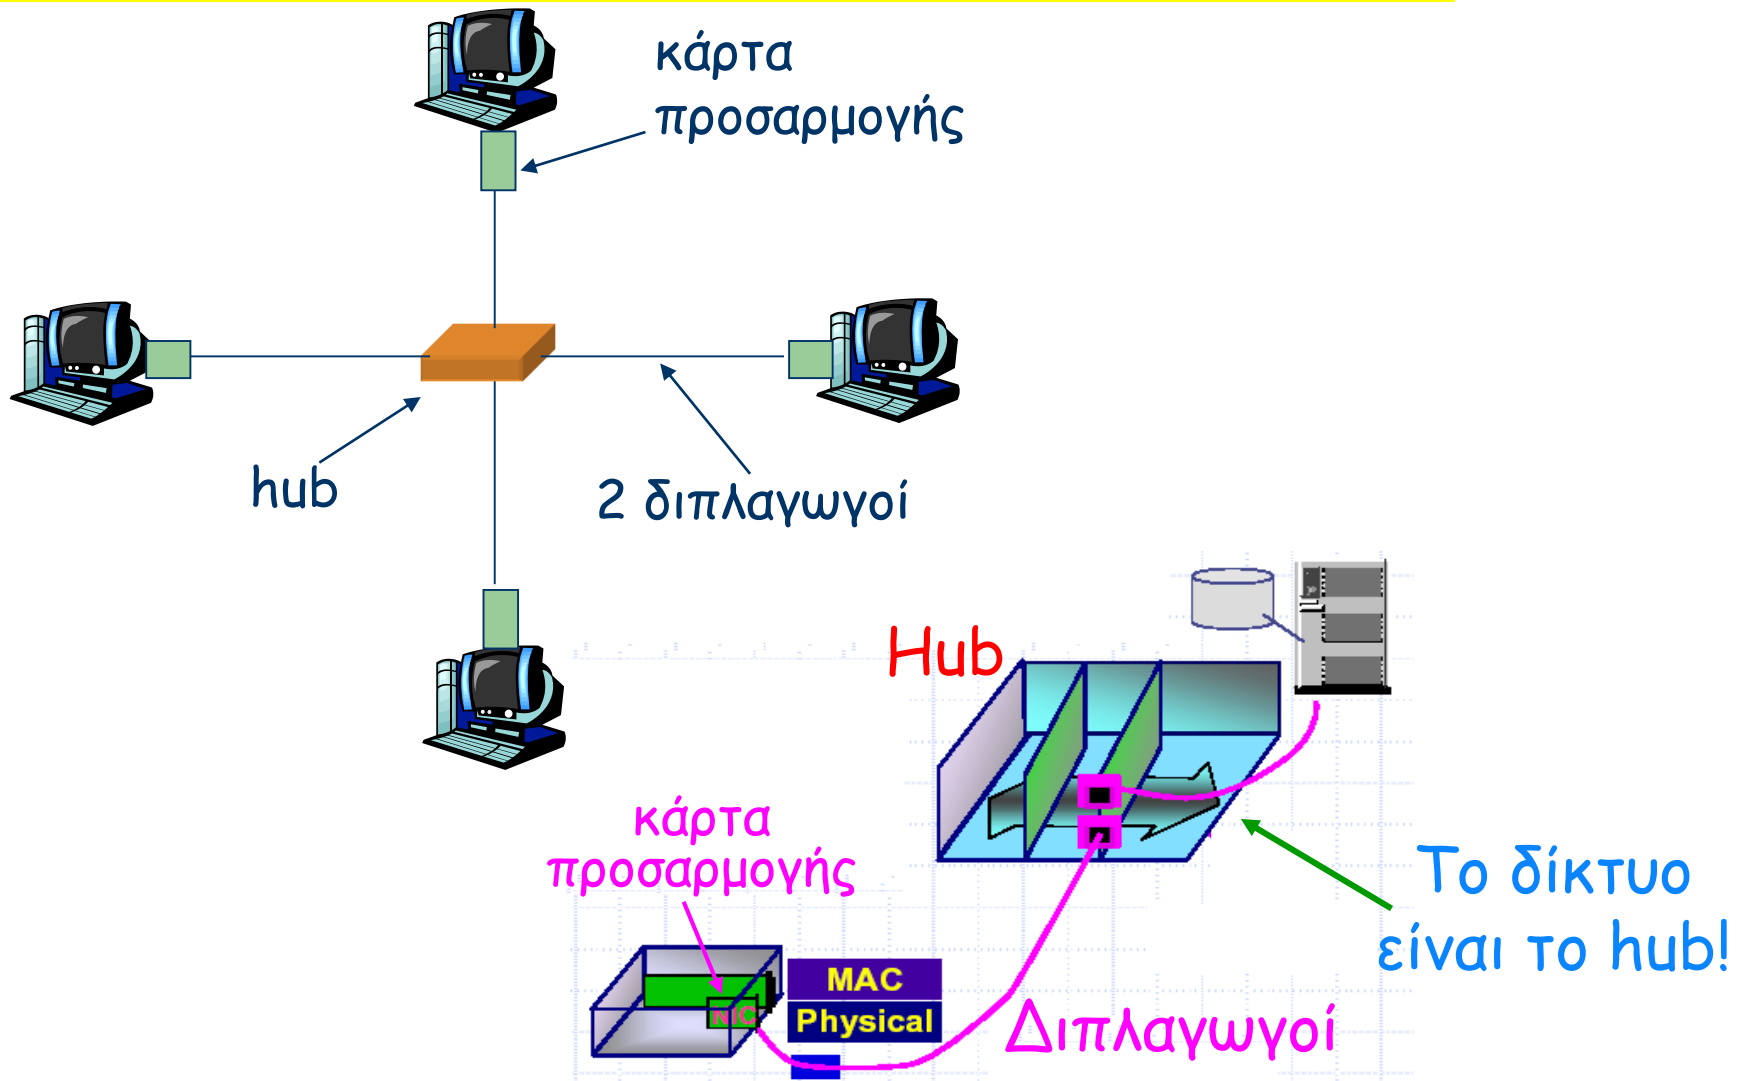 κάρτα
προσαρμογής
hub
2 διπλαγωγοί
Hub
κάρτα
προσαρμογής
Το δίκτυο
είναι το hub!
MAC
NIC
Physical
Διπλαγωγοί